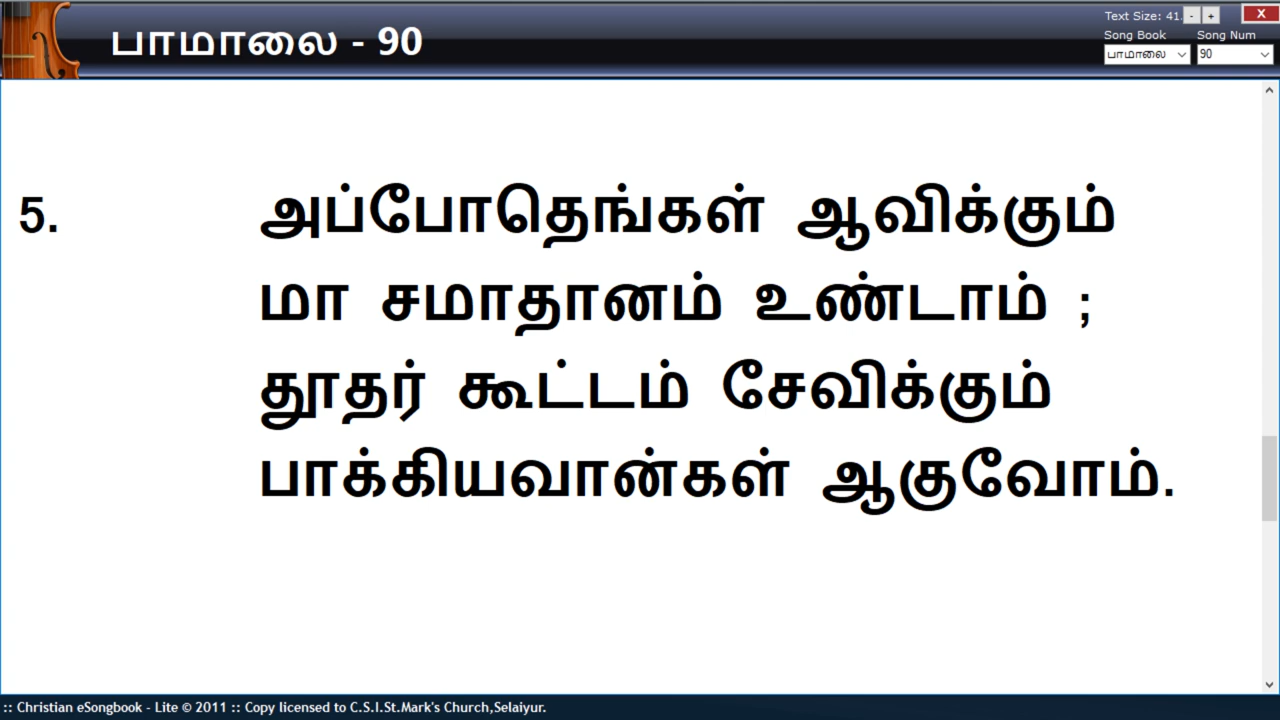 பாமாலை - 90
Text Size: 41. - + X
Song Book Song Num
பாமாலை 90
5. அப்போதெங்கள் ஆவிக்கும்
மா சமாதானம் உண்டாம் ;
தூதர் கூட்டம் சேவிக்கும்
பாக்கியவான்கள் ஆகுவோம்.
:: Christian eSongbook - Lite © 2011 :: Copy licensed to C.S.I.St.Mark's Church,Selaiyur.